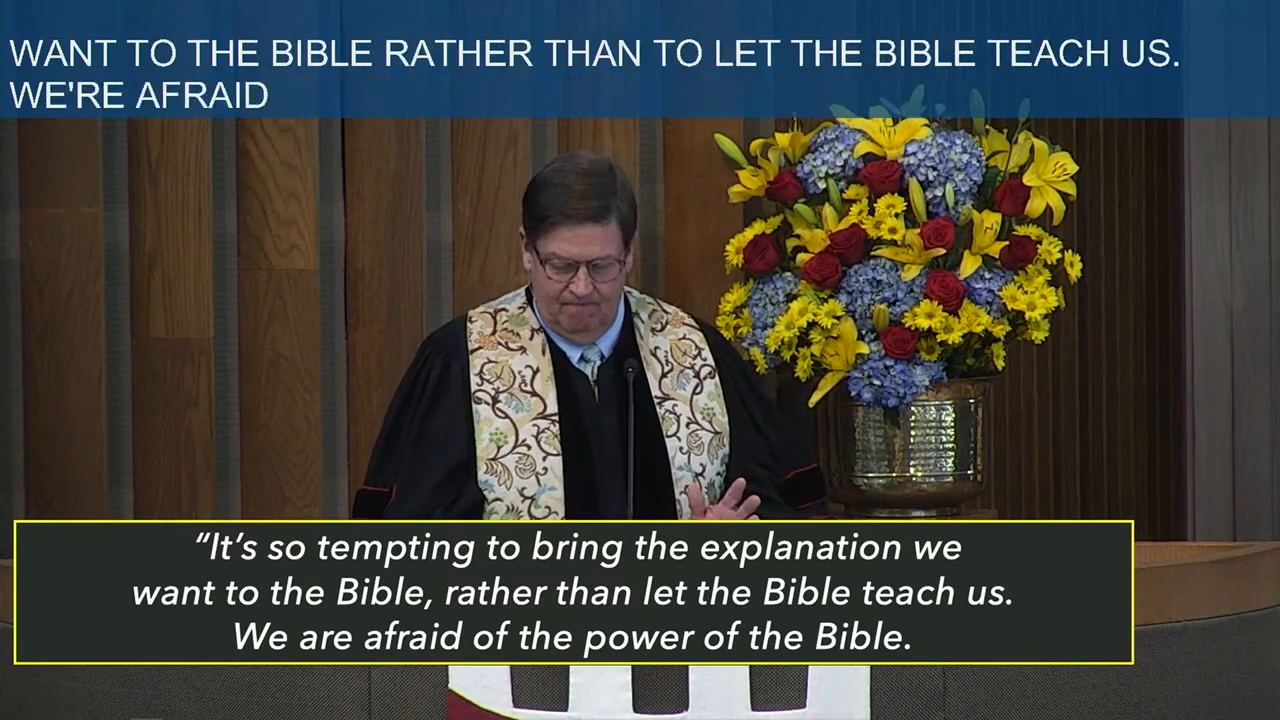 WANT TO THE BIBLE RATHER THAN TO LET THE BIBLE TEACH US.
WE'RE AFRAID
“It’s so tempting to bring the explanation we
want to the Bible, rather than let the Bible teach us.
We are afraid of the power of the Bible.